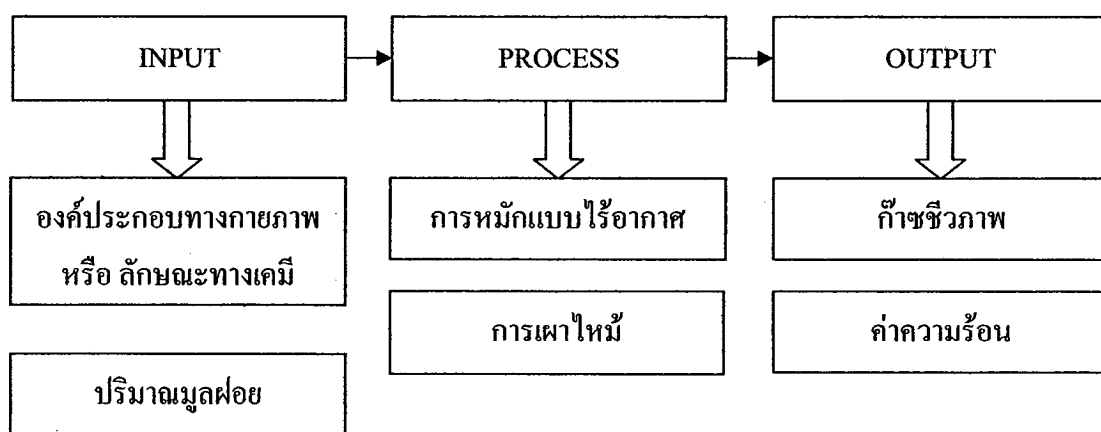 INPUT
PROCESS
OUTPUT
องค์ประกอบทางกายภาพ
หรือ ลักษณะทางเคมี
การหมักแบบไร้อากาศ
ก๊าซชีวภาพ
การเผาไหม้
ค่าความร้อน
ปริมาณมูลฝอย